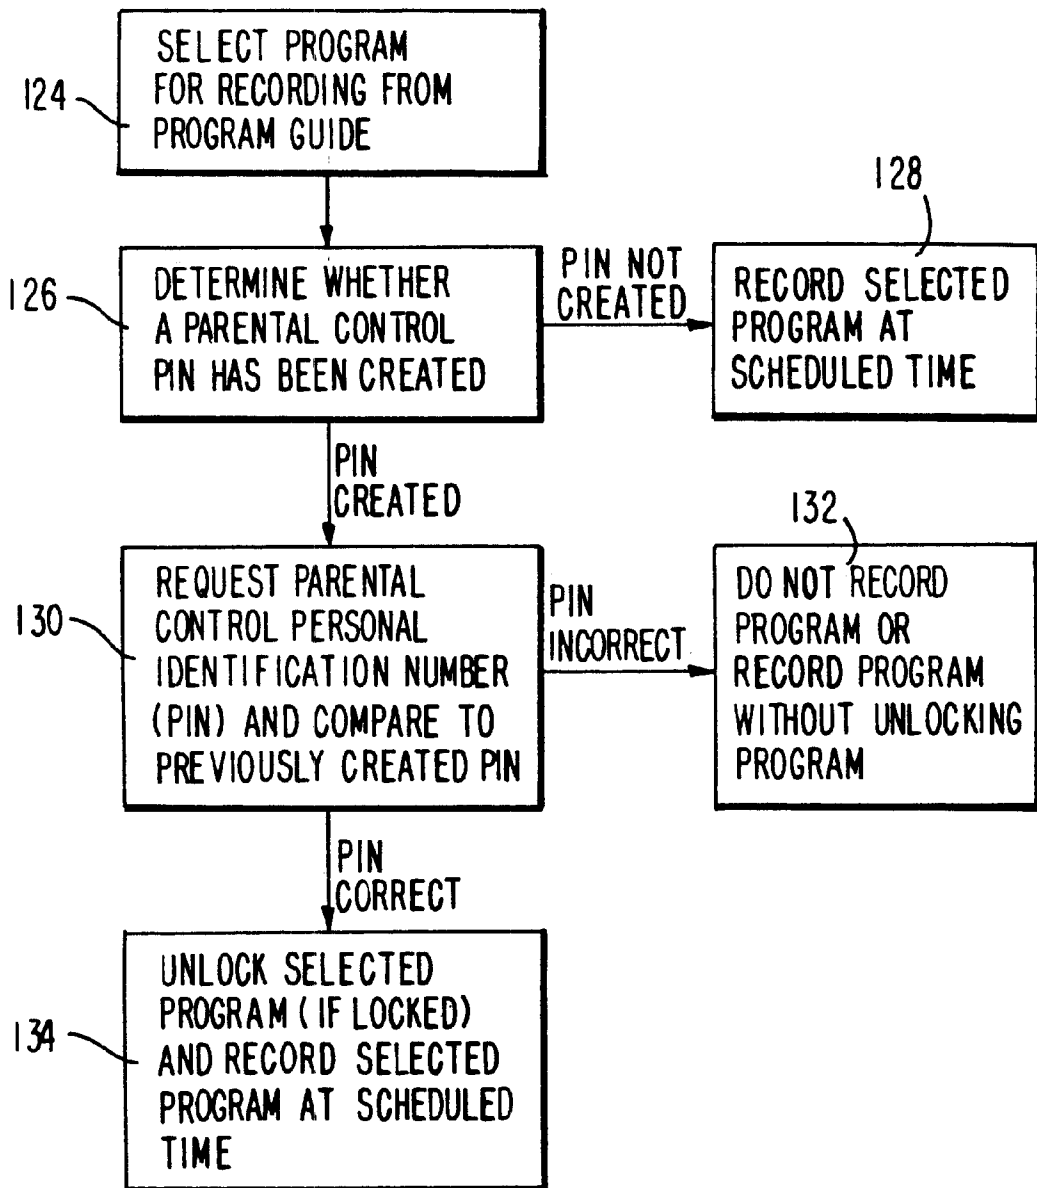 SELECT PROGRAM
FOR RECORDING FROM
PROGRAM GUIDE
124
128
DETERMINE WHETHER
A PARENTAL CONTROL
PIN HAS BEEN CREATED
126
PIN NOT
CREATED
RECORD SELECTED
PROGRAM AT
SCHEDULED TIME
PIN
CREATED
132
REQUEST PARENTAL
CONTROL PERSONAL
IDENTIFICATION NUMBER
(PIN) AND COMPARE TO
PREVIOUSLY CREATED PIN
130
PIN
INCORRECT
DO NOT RECORD
PROGRAM OR
RECORD PROGRAM
WITHOUT UNLOCKING
PROGRAM
PIN
CORRECT
UNLOCK SELECTED
PROGRAM (IF LOCKED)
AND RECORD SELECTED
PROGRAM AT SCHEDULED
TIME
134